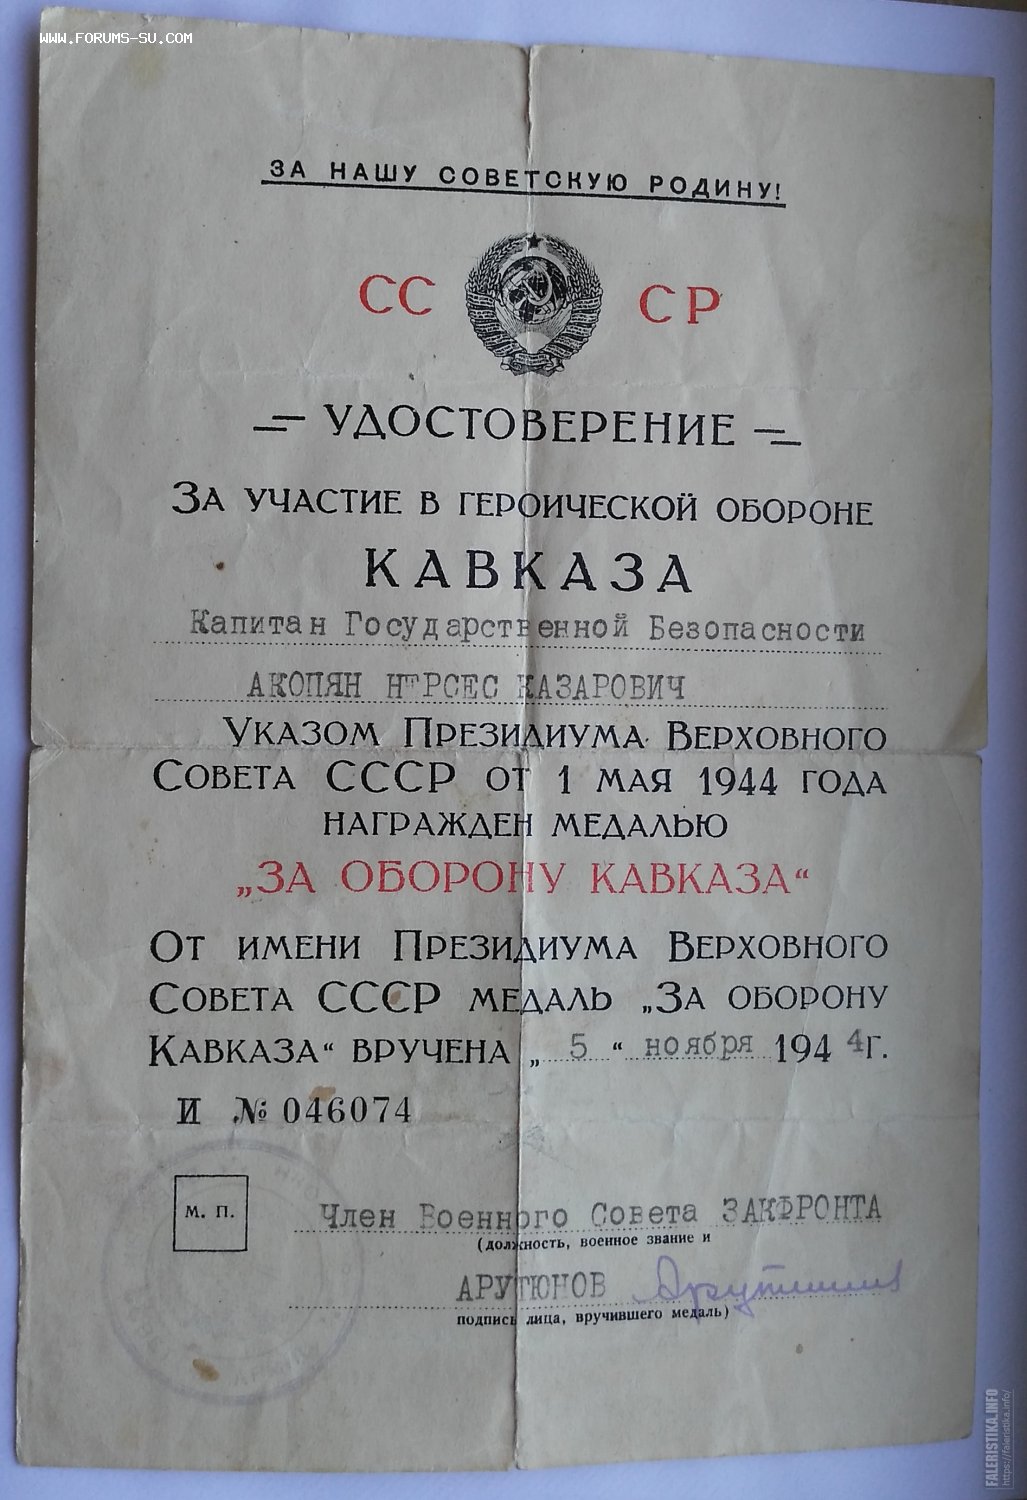 WWW.FORUMS-SU.COM
ЗА НАШУ СОВЕТСКУЮ РОДИНУ!
СС СР
УДОСТОВЕРЕНИЕ
ЗА УЧАСТИЕ В ГЕРОИЧЕСКОЙ ОБОРОНЕ
КАВКАЗА
Капитан Государственной Безопасности
АКОПЯН НЕРСЕС КАЗАРОВИЧ
УКАЗОМ ПРЕЗИДИУМА ВЕРХОВНОГО
СОВЕТА СССР ОТ 1 МАЯ 1944 ГОДА
НАГРАЖДЕН МЕДАЛЬЮ
„ЗА ОБОРОНУ КАВКАЗА“
ОТ ИМЕНИ ПРЕЗИДИУМА ВЕРХОВНОГО
СОВЕТА СССР МЕДАЛЬ „ЗА ОБОРОНУ
КАВКАЗА“ ВРУЧЕНА „ 5 “ ноября 1944г.
И № 046074
М. П.
Член Военного Совета ЗАКФРОНТА
(должность, военное звание и
АРУТЮНОВ
подпись лица, вручившего медаль)
FALERISTIKA.INFO
https://faleristika.info/